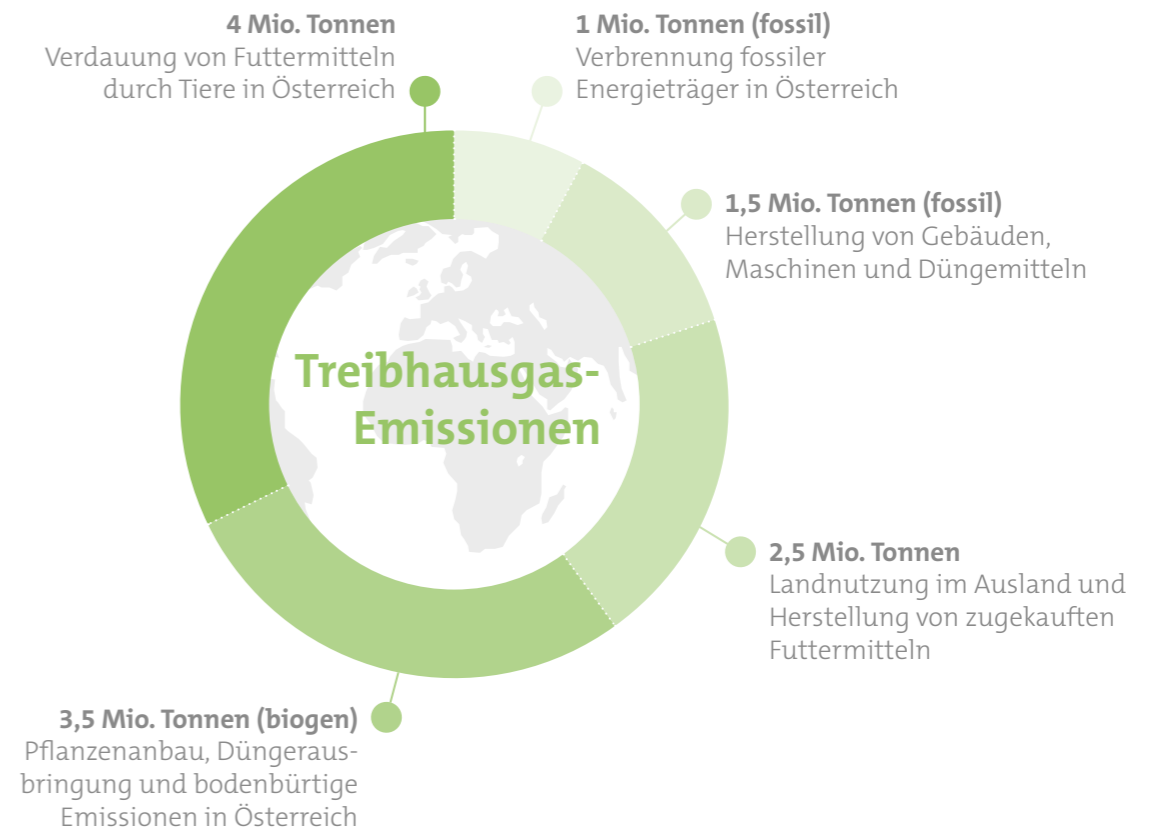 4 Mio. Tonnen
Verdauung von Futtermitteln
durch Tiere in Österreich
1 Mio. Tonnen (fossil)
Verbrennung fossiler
Energieträger in Österreich
1,5 Mio. Tonnen (fossil)
Herstellung von Gebäuden,
Maschinen und Düngemitteln
Treibhausgas-
Emissionen
2,5 Mio. Tonnen
Landnutzung im Ausland und
Herstellung von zugekauften
Futtermitteln
3,5 Mio. Tonnen (biogen)
Pflanzenanbau, Düngeraus-
bringung und bodenbürtige
Emissionen in Österreich